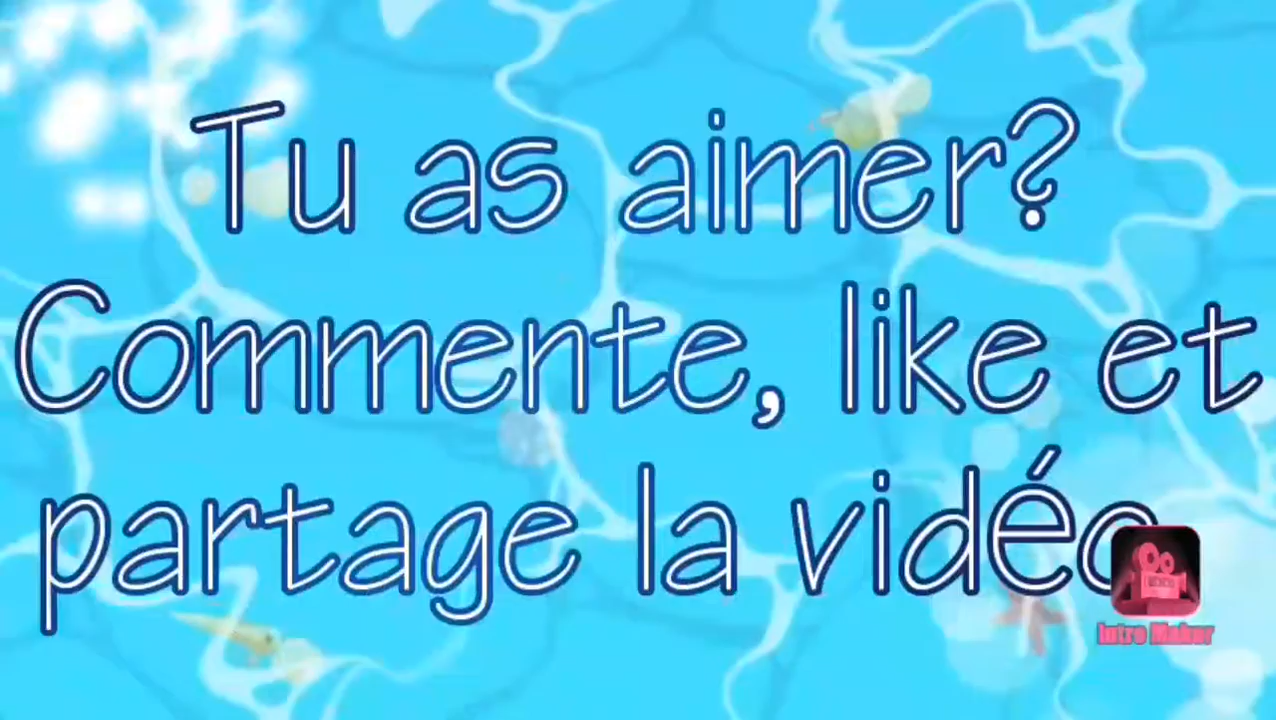 Tu as aimer?
Commente, like et
partage la vidéo
Intro Maker